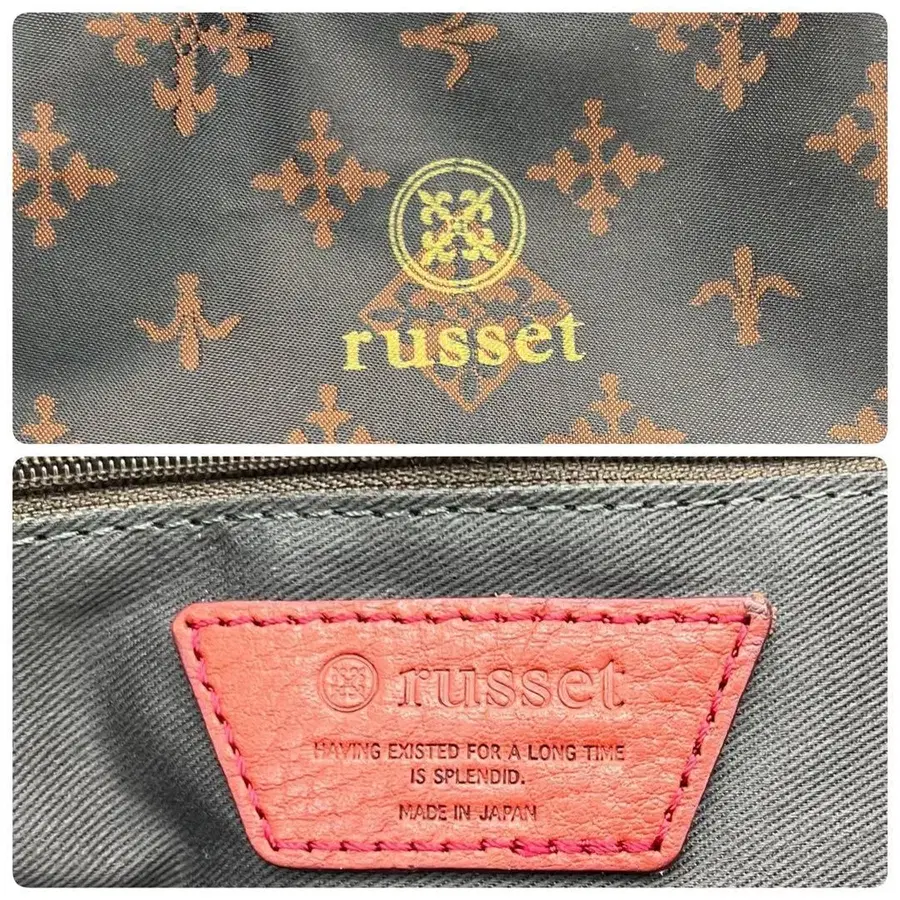 russet
russet
HAVING EXISTED FOR A LONG TIME
IS SPLENDID.
MADE IN JAPAN